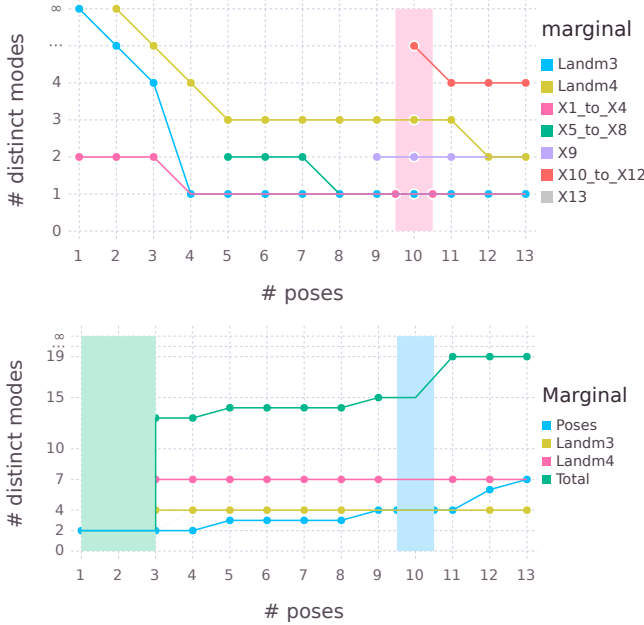 marginal
Landm3
Landm4
X1_to_X4
X5_to_X8
X9
X10_to_X12
X13
# distinct modes
∞
...
4
3
2
1
0
1 2 3 4 5 6 7 8 9 10 11 12 13
# poses
Marginal
Poses
Landm3
Landm4
Total
# distinct modes
∞
...
19
15
10
7
4
2
0
1 2 3 4 5 6 7 8 9 10 11 12 13
# poses